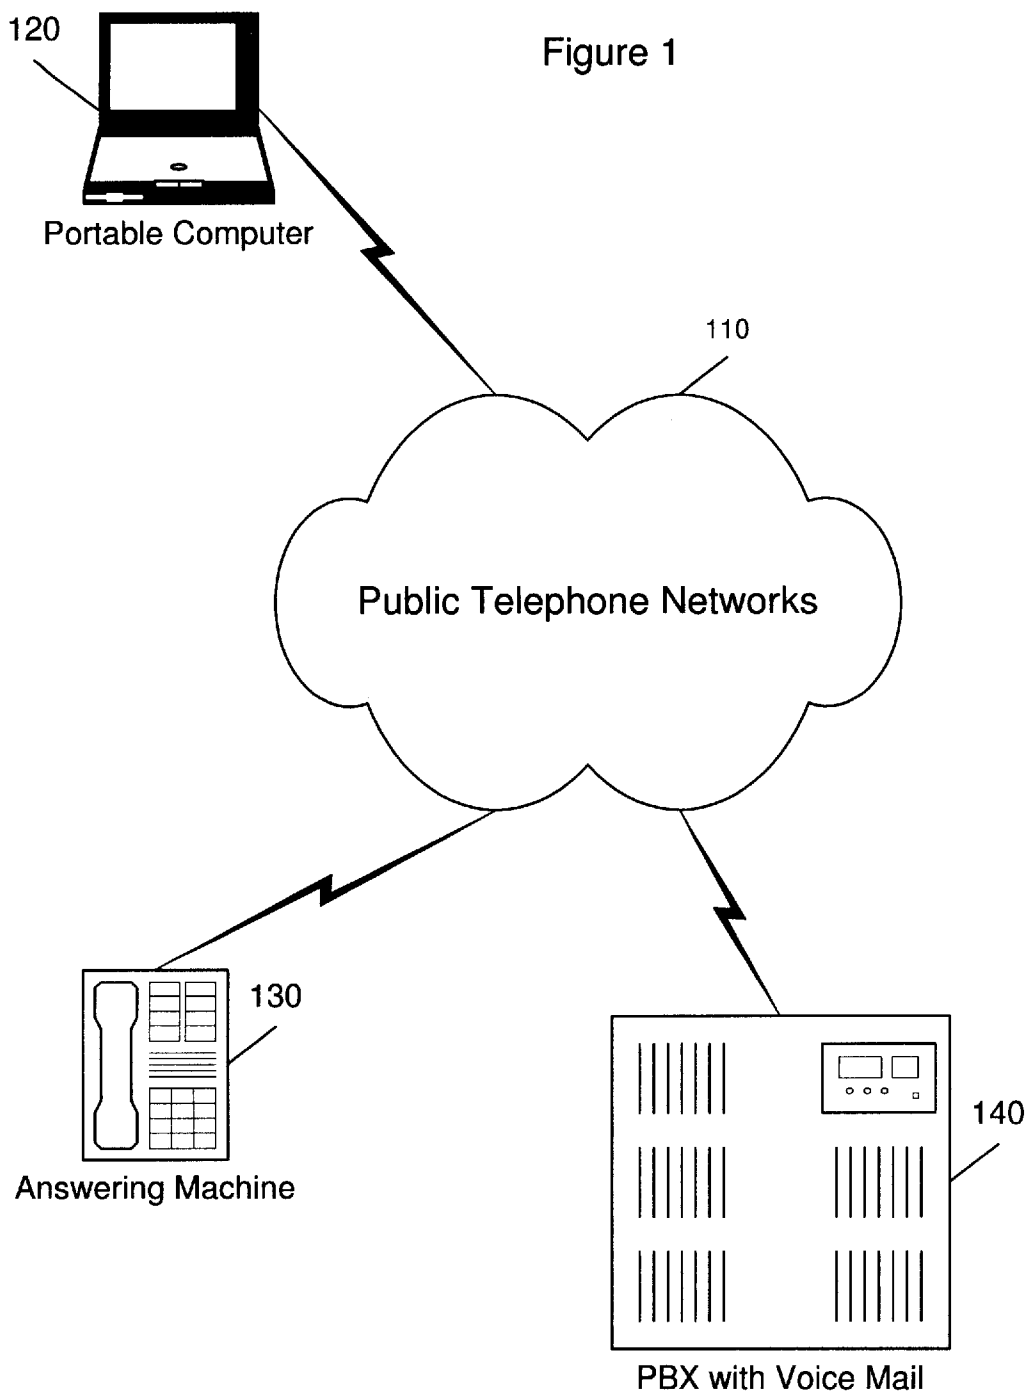 120
Figure 1
Portable Computer
110
Public Telephone Networks
130
Answering Machine
140
PBX with Voice Mail